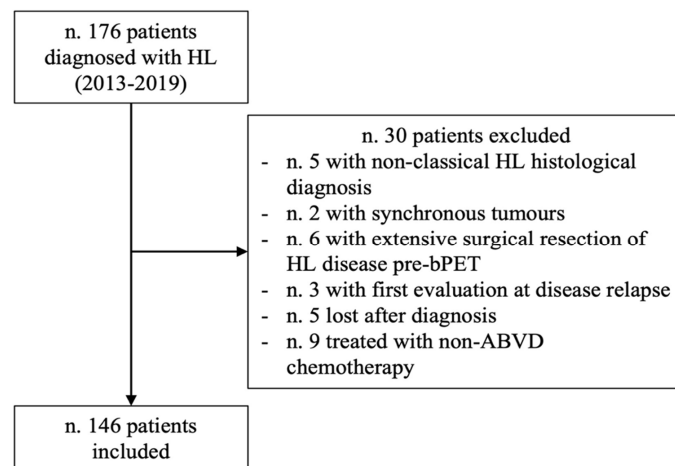 n. 176 patients
diagnosed with HL
(2013-2019)
n. 30 patients excluded
- n. 5 with non-classical HL histological
diagnosis
- n. 2 with synchronous tumours
- n. 6 with extensive surgical resection of
HL disease pre-bPET
- n. 3 with first evaluation at disease relapse
- n. 5 lost after diagnosis
- n. 9 treated with non-ABVD
chemotherapy
n. 146 patients
included